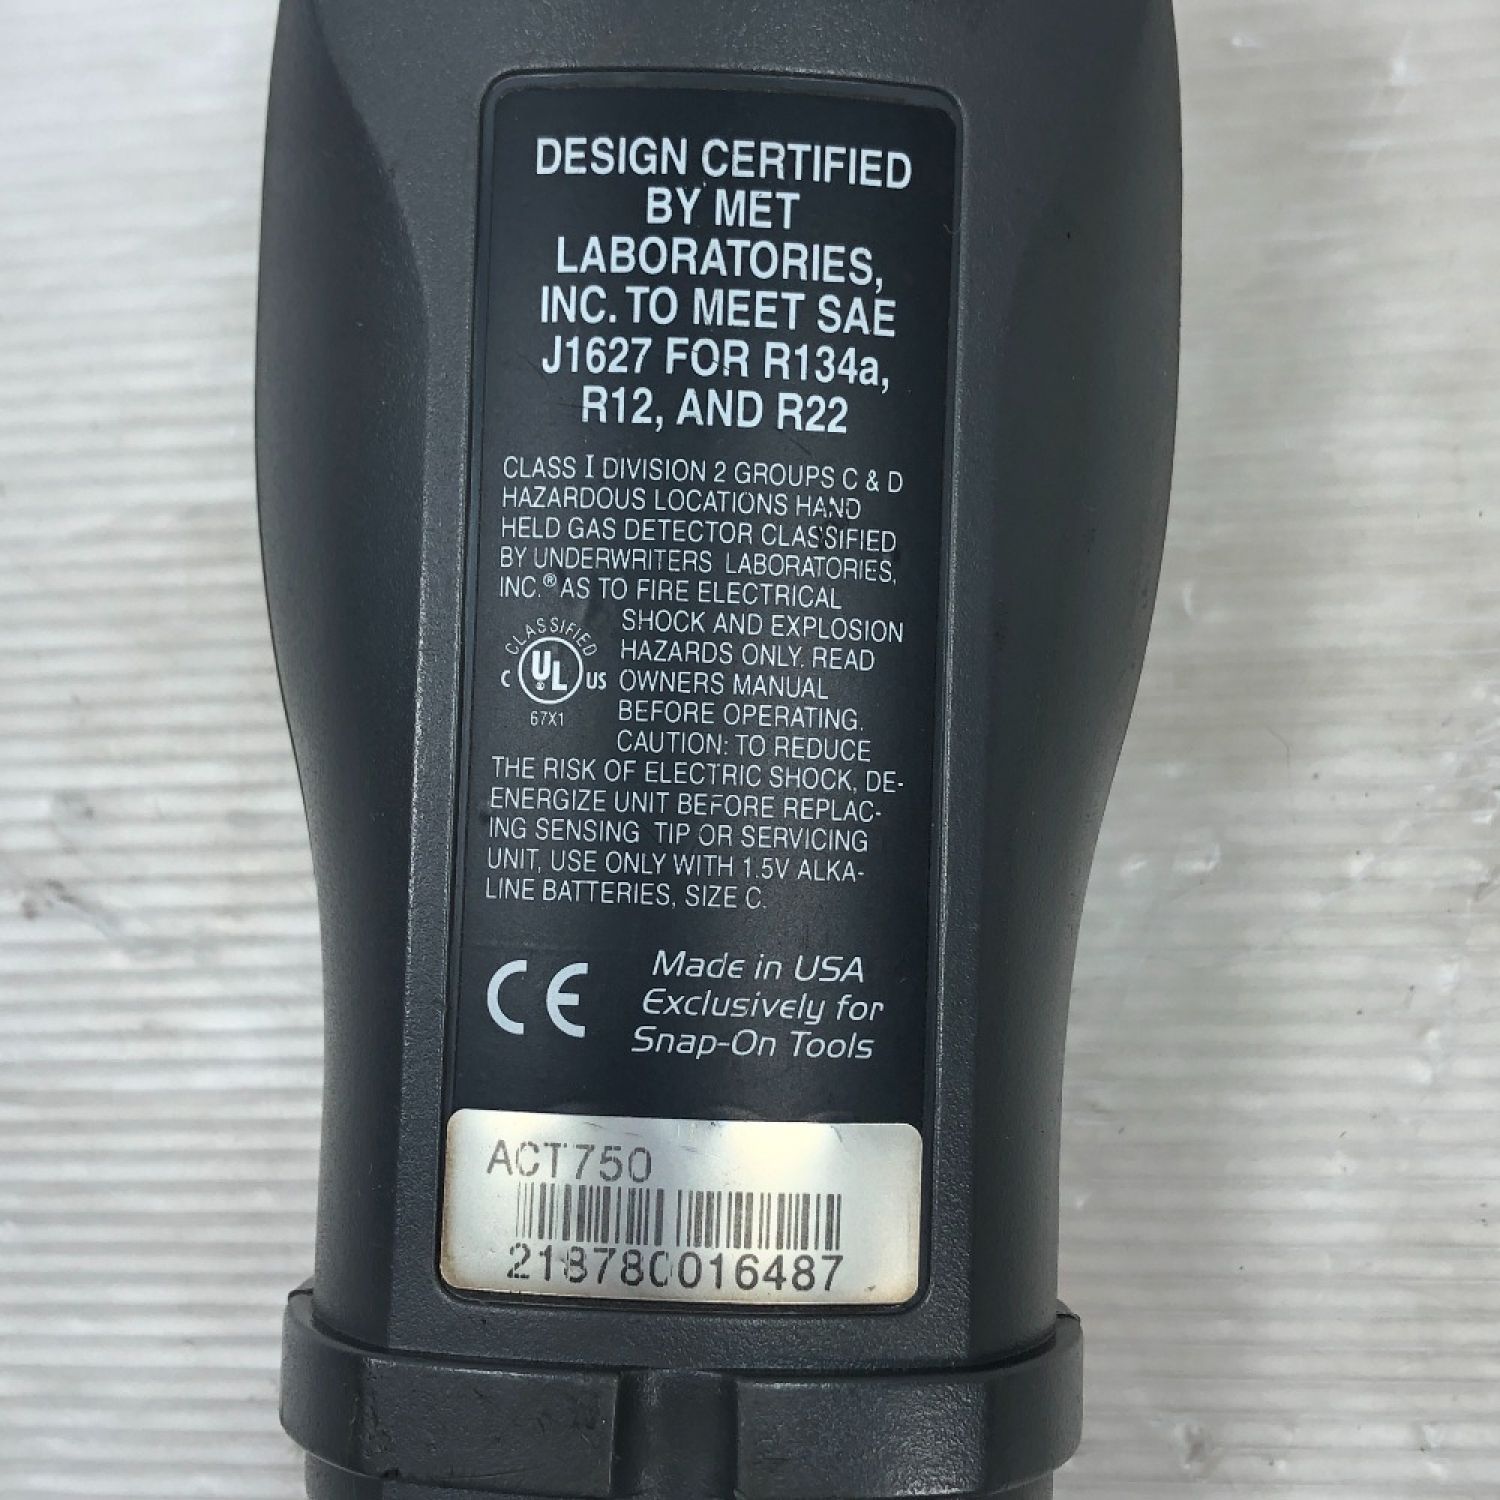 DESIGN CERTIFIED
BY MET
LABORATORIES,
INC. TO MEET SAE
J1627 FOR R134a,
R12, AND R22
CLASS I DIVISION 2 GROUPS C & D
HAZARDOUS LOCATIONS HAND
HELD GAS DETECTOR CLASSIFIED
BY UNDERWRITERS LABORATORIES,
INC.® AS TO FIRE ELECTRICAL
SHOCK AND EXPLOSION
HAZARDS ONLY. READ
OWNERS MANUAL
BEFORE OPERATING.
CAUTION: TO REDUCE
CLASSIFIED
C UL ® US
67X1
THE RISK OF ELECTRIC SHOCK, DE-
ENERGIZE UNIT BEFORE REPLAC-
ING SENSING TIP OR SERVICING
UNIT, USE ONLY WITH 1.5V ALKA-
LINE BATTERIES, SIZE C.
CE
Made in USA
Exclusively for
Snap-On Tools
ACT750
218780016487